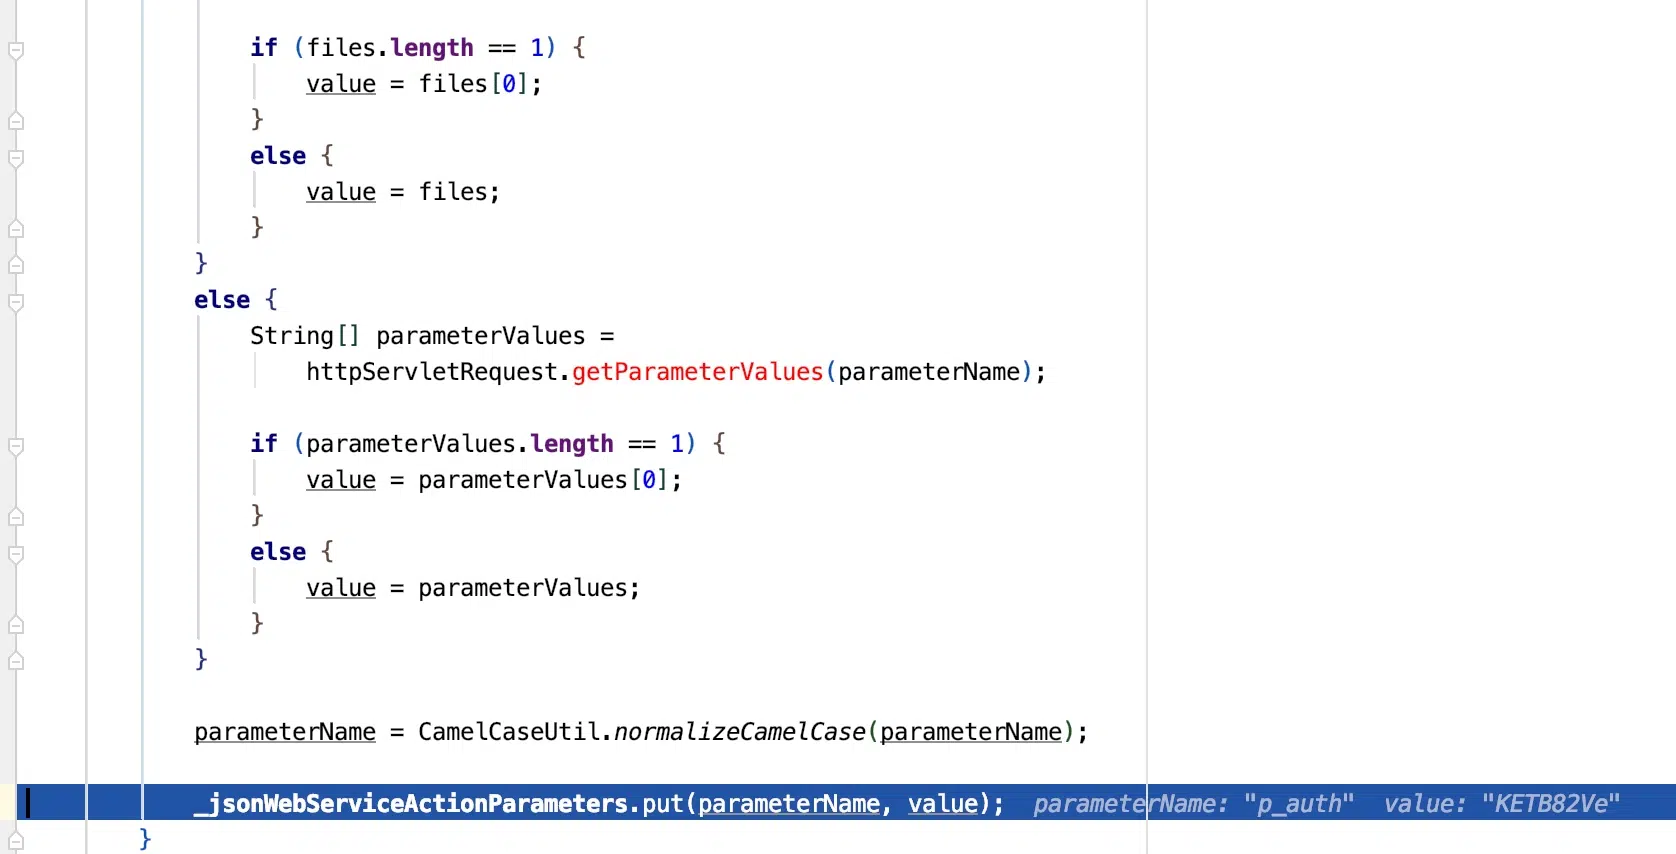 if (files.length == 1) {
value = files[0];
}
else {
value = files;
}
}
else {
String[] parameterValues =
httpServletRequest.getParameterValues(parameterName);
if (parameterValues.length == 1) {
value = parameterValues[0];
}
else {
value = parameterValues;
}
}
parameterName = CamelCaseUtil.normalizeCamelCase(parameterName);
_jsonWebServiceActionParameters.put(parameterName, value); parameterName: "p_auth" value: "KETB82Ve"
}